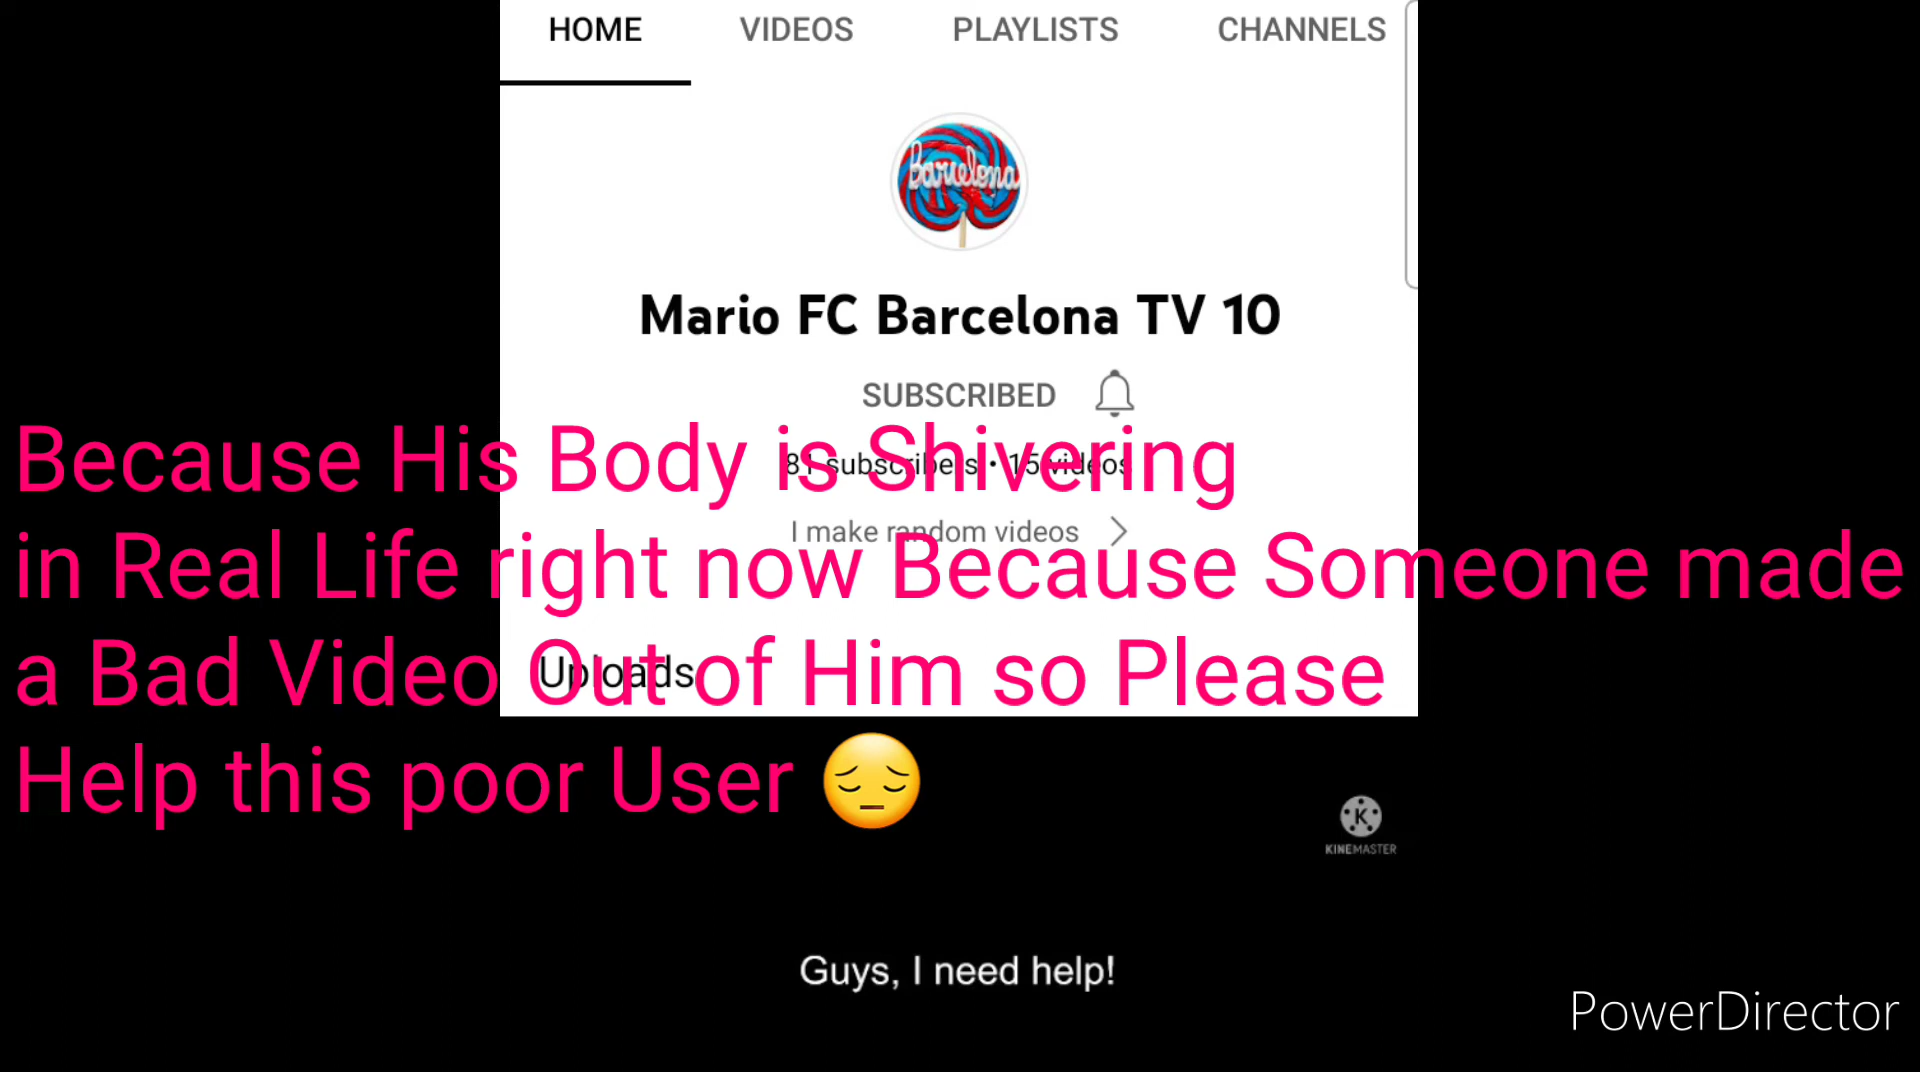 HOME VIDEOS PLAYLISTS CHANNELS
Barcelona
Mario FC Barcelona TV 10
SUBSCRIBED
81 subscribers • 15 videos
I make random videos
Uploads
Because His Body is Shivering
in Real Life right now Because Someone made
a Bad Video Out of Him so Please
Help this poor User 😔
KINEMASTER
Guys, I need help!
PowerDirector